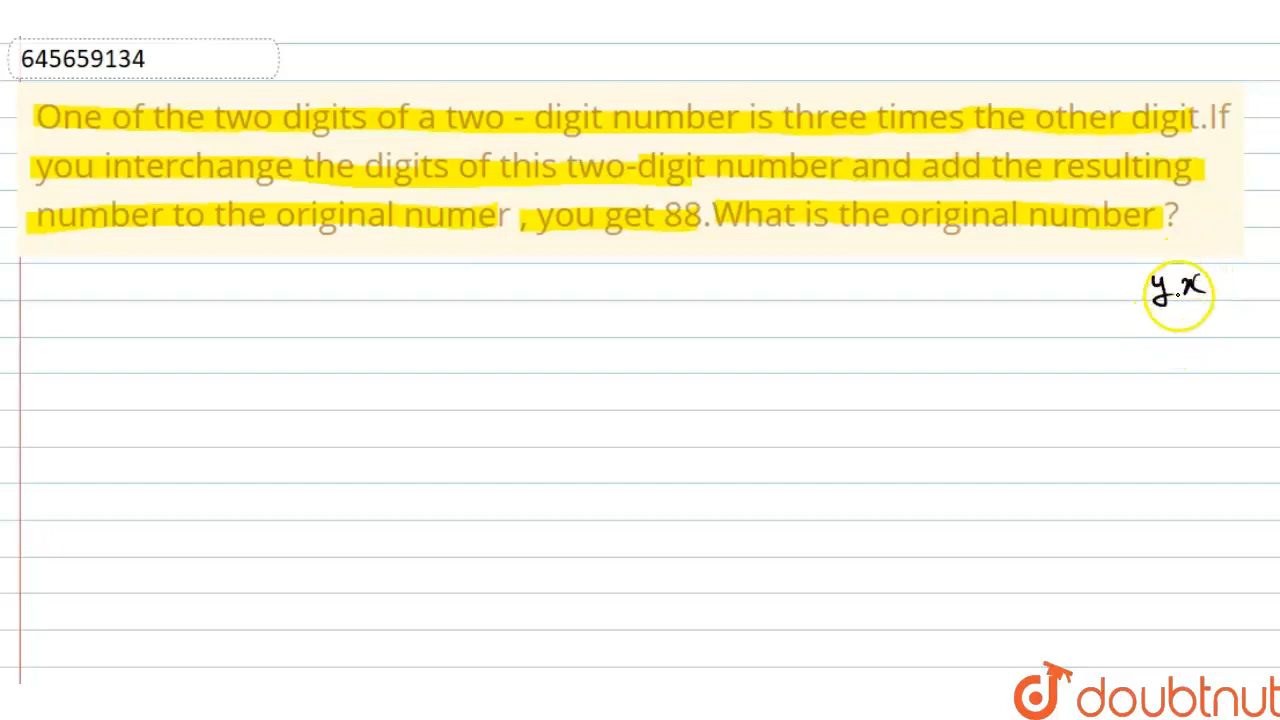 645659134
One of the two digits of a two - digit number is three times the other digit.If
you interchange the digits of this two-digit number and add the resulting
number to the original numer , you get 88.What is the original number ?
y.x
doubtnut